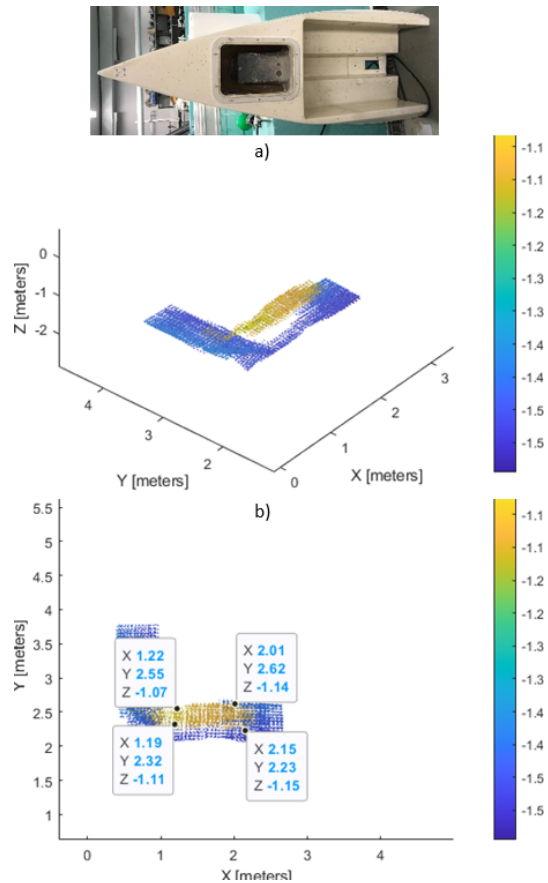 a)
-1.1
-1.2
-1.2
-1.3
-1.3
-1.4
-1.4
-1.5
-1.5
0
-1
-2
Z [meters]
4
3
2
Y [meters]
0
1
2
3
X [meters]
b)
-1.1
-1.2
-1.2
-1.3
-1.3
-1.4
-1.4
-1.5
-1.5
5.5
5
4.5
4
3.5
3
2.5
2
1.5
1
Y [meters]
X 1.22
Y 2.55
Z -1.07
X 2.01
Y 2.62
Z -1.14
X 1.19
Y 2.32
Z -1.11
X 2.15
Y 2.23
Z -1.15
0
1
2
3
4
X [meters]